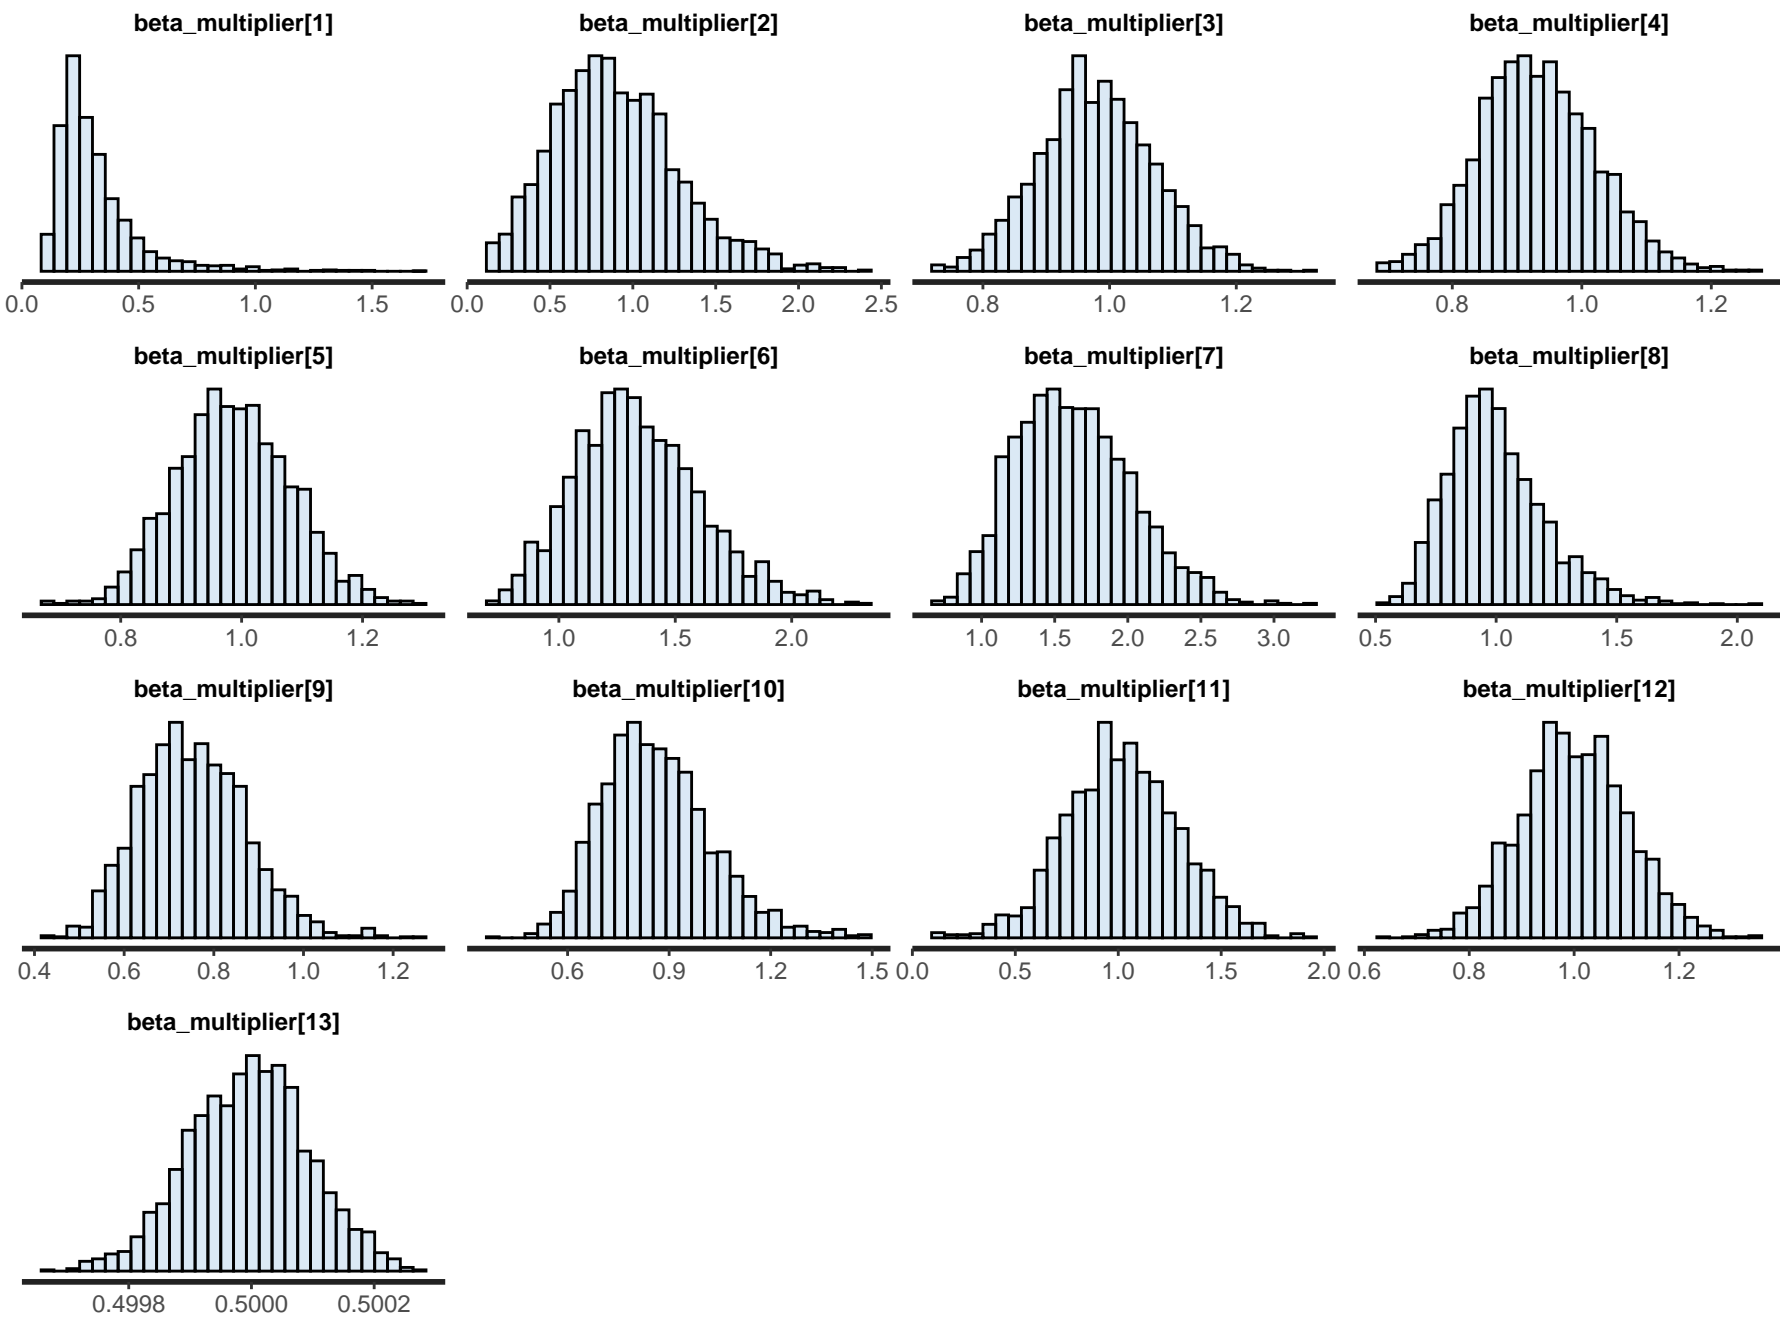 beta_multiplier[1] beta_multiplier[2] beta_multiplier[3] beta_multiplier[4]
0.0 0.5 1.0 1.5 0.0 0.5 1.0 1.5 2.0 2.5 0.8 1.0 1.2 0.8 1.0 1.2
beta_multiplier[5] beta_multiplier[6] beta_multiplier[7] beta_multiplier[8]
0.8 1.0 1.2 1.0 1.5 2.0 1.0 1.5 2.0 2.5 3.0 0.5 1.0 1.5 2.0
beta_multiplier[9] beta_multiplier[10] beta_multiplier[11] beta_multiplier[12]
0.4 0.6 0.8 1.0 1.2 0.6 0.9 1.2 1.5 0.0 0.5 1.0 1.5 2.0 0.6 0.8 1.0 1.2
beta_multiplier[13]
0.4998 0.5000 0.5002